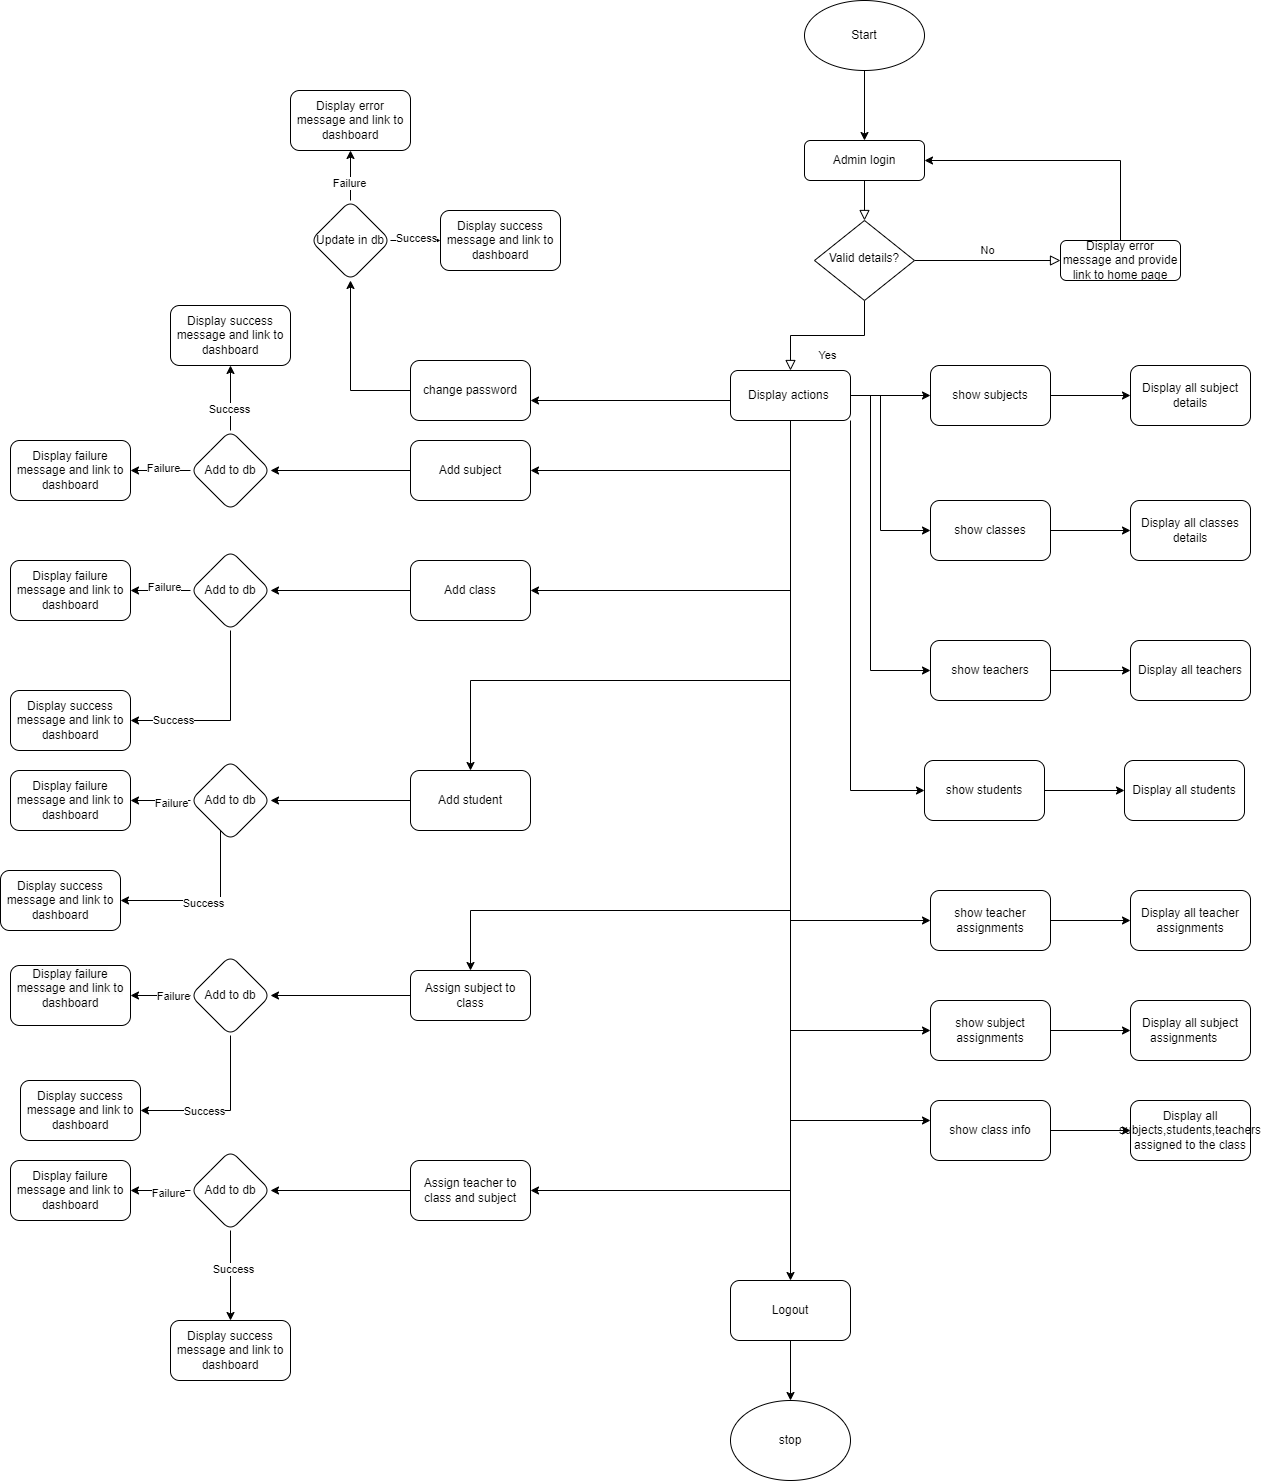 Start
Display error
message and link to
dashboard
Admin login
Failure
Update in db
Success
Display success
message and link to
dashboard
Valid details?
No
Display error
message and provide
link to home page
Display success
message and link to
dashboard
Yes
change password
Display actions
show subjects
Display all subject
details
Success
Display failure
message and link to
dashboard
Failure
Add to db
Add subject
show classes
Display all classes
details
Display failure
message and link to
dashboard
Failure
Add to db
Add class
show teachers
Display all teachers
Display success
message and link to
dashboard
Success
Display failure
message and link to
dashboard
Failure
Add to db
Add student
show students
Display all students
Display success
message and link to
dashboard
Success
show teacher
assignments
Display all teacher
assignments
Display failure
message and link to
dashboard
Failure
Add to db
Assign subject to
class
show subject
assignments
Display all subject
assignments
Display success
message and link to
dashboard
Success
show class info
Display all
subjects,students,teachers
assigned to the class
Display failure
message and link to
dashboard
Failure
Add to db
Assign teacher to
class and subject
Success
Logout
Display success
message and link to
dashboard
stop